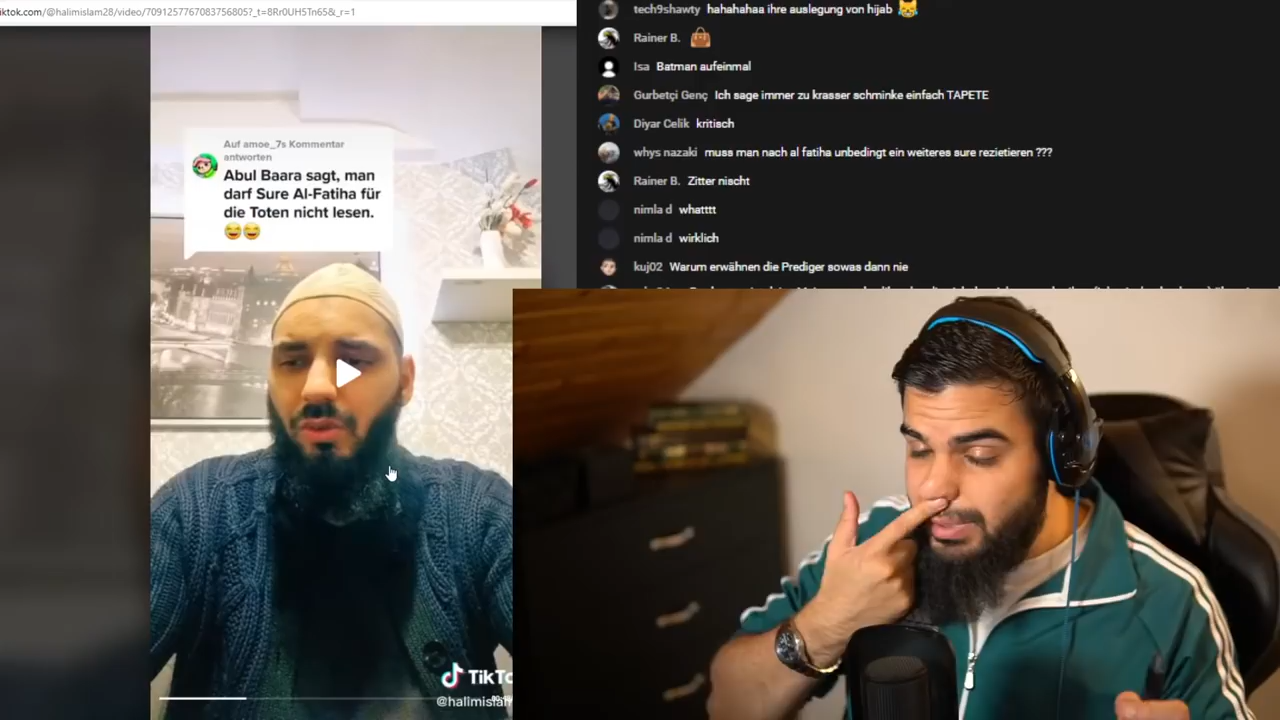 iktok.com/@halimislam28/video/7091257767083756805?_t=8Rr0UH5Tn65&_r=1
Auf amoe_7s Kommentar
antworten
Abul Baara sagt, man
darf Sure Al-Fatiha für
die Toten nicht lesen.
😂😂
TikTo
@halimislam
tech9shawty hahahahaa ihre auslegung von hijab 😹
Rainer B. 👜
Isa Batman aufeinmal
Gurbetçi Genç Ich sage immer zu krasser schminke einfach TAPETE
Diyar Celik kritisch
whys nazaki muss man nach al fatiha unbedingt ein weiteres sure rezietieren ???
Rainer B. Zitter nischt
nimla d whatttt
nimla d wirklich
kuj02 Warum erwähnen die Prediger sowas dann nie